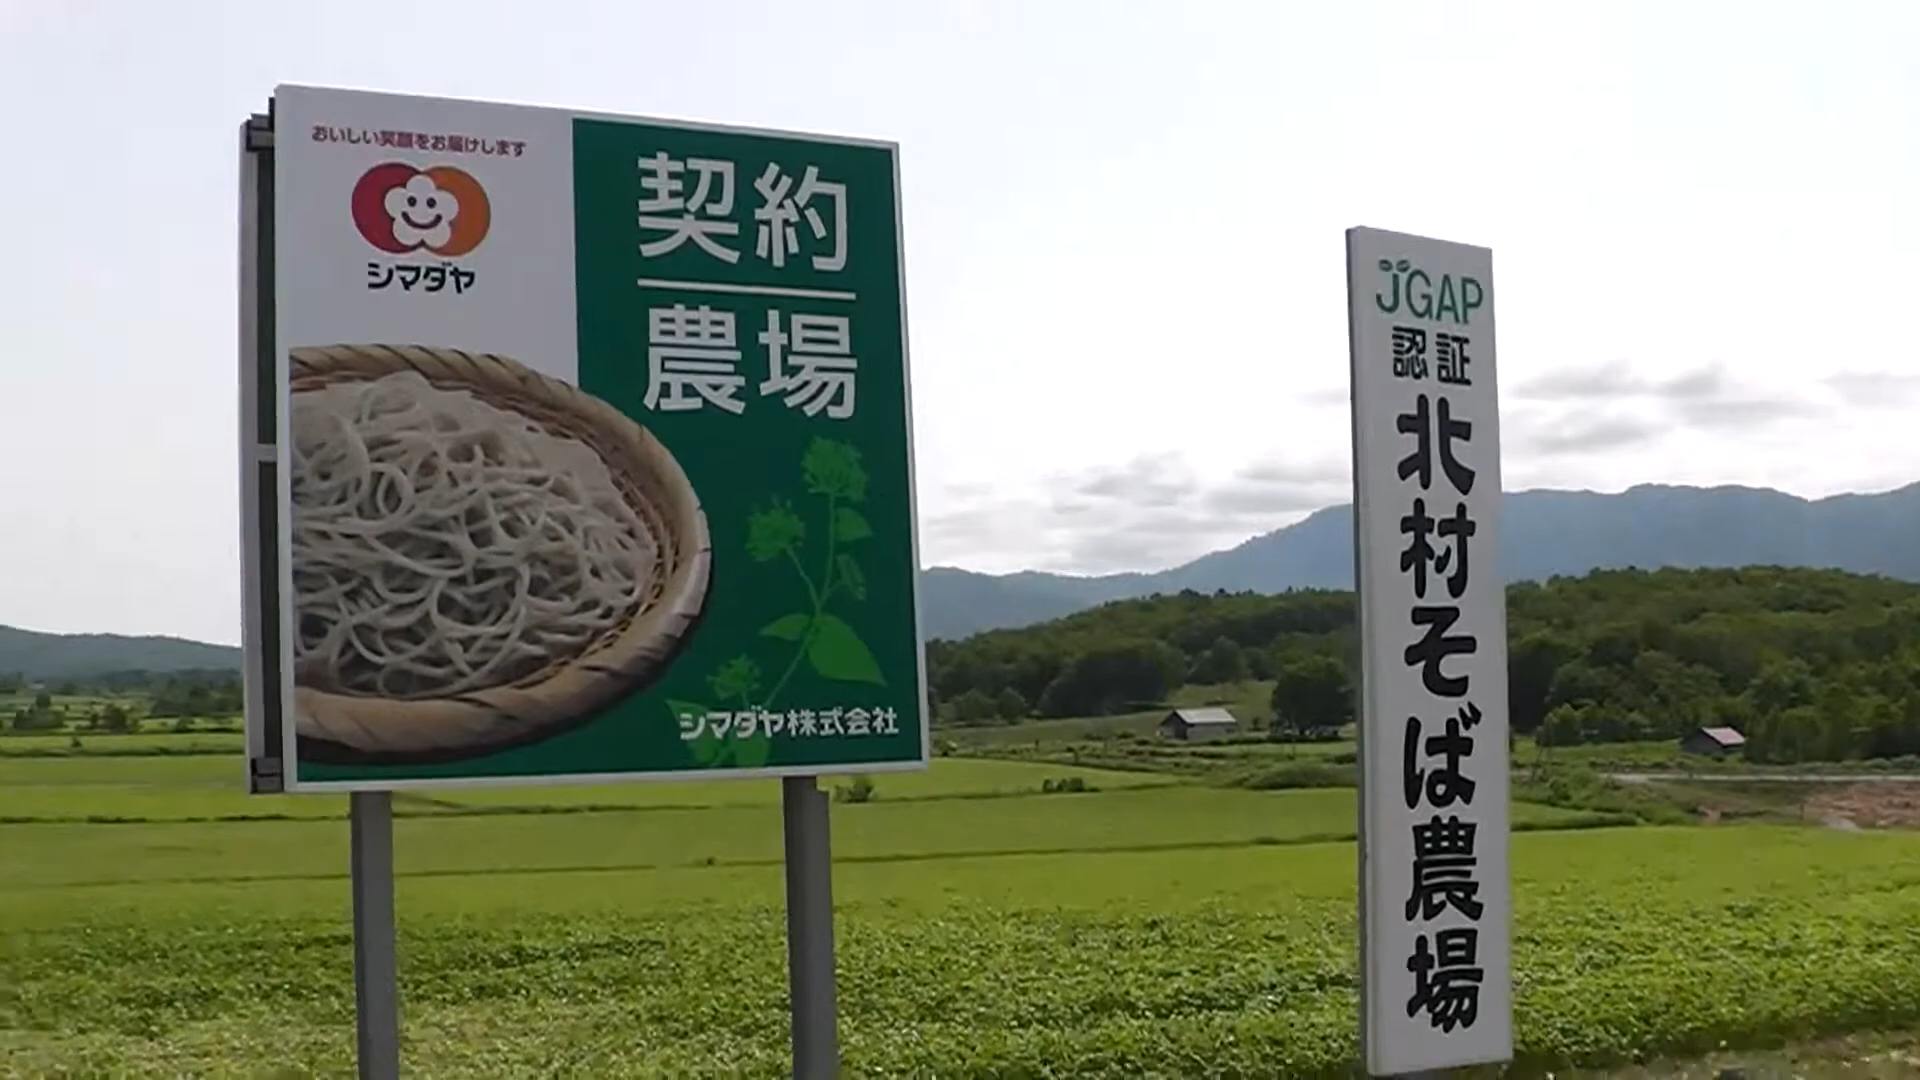 おいしい笑顔をお届けします
シマダヤ
契約
農場
シマダヤ株式会社
JGAP
認証
北村そば農場